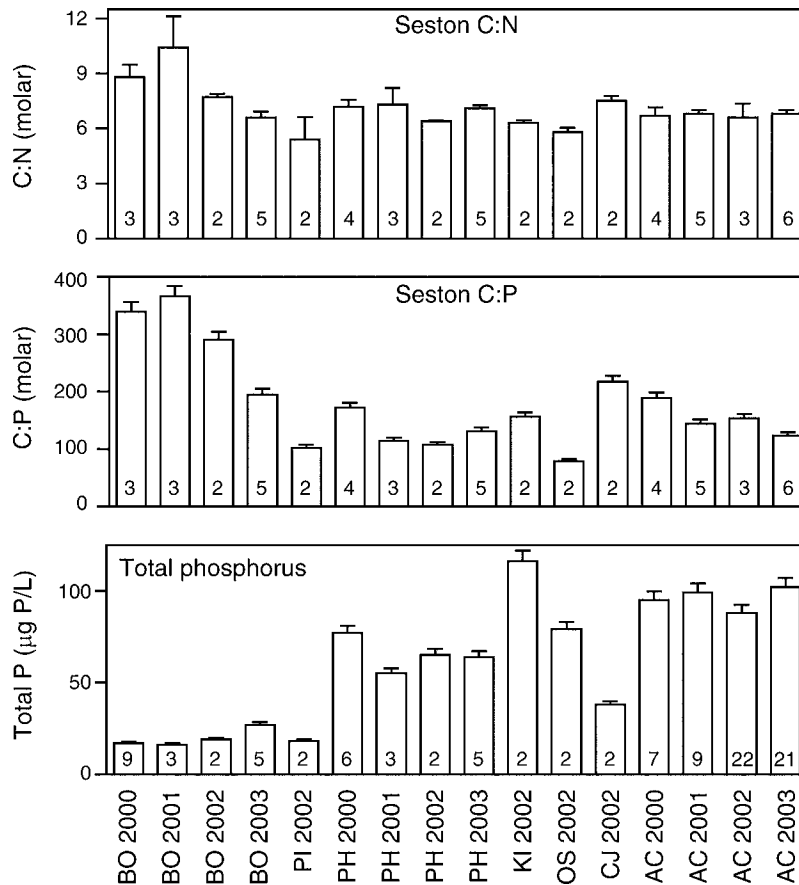 Seston C:N
C:N (molar)
12
9
6
3
0
3 3 2 5 2 4 3 2 5 2 2 2 4 5 3 6
Seston C:P
C:P (molar)
400
300
200
100
0
3 3 2 5 2 4 3 2 5 2 2 2 4 5 3 6
Total phosphorus
Total P (µg P/L)
100
50
0
9 3 2 5 2 6 3 2 5 2 2 2 7 9 22 21
BO 2000
BO 2001
BO 2002
BO 2003
PI 2002
PH 2000
PH 2001
PH 2002
PH 2003
KI 2002
OS 2002
CJ 2002
AC 2000
AC 2001
AC 2002
AC 2003